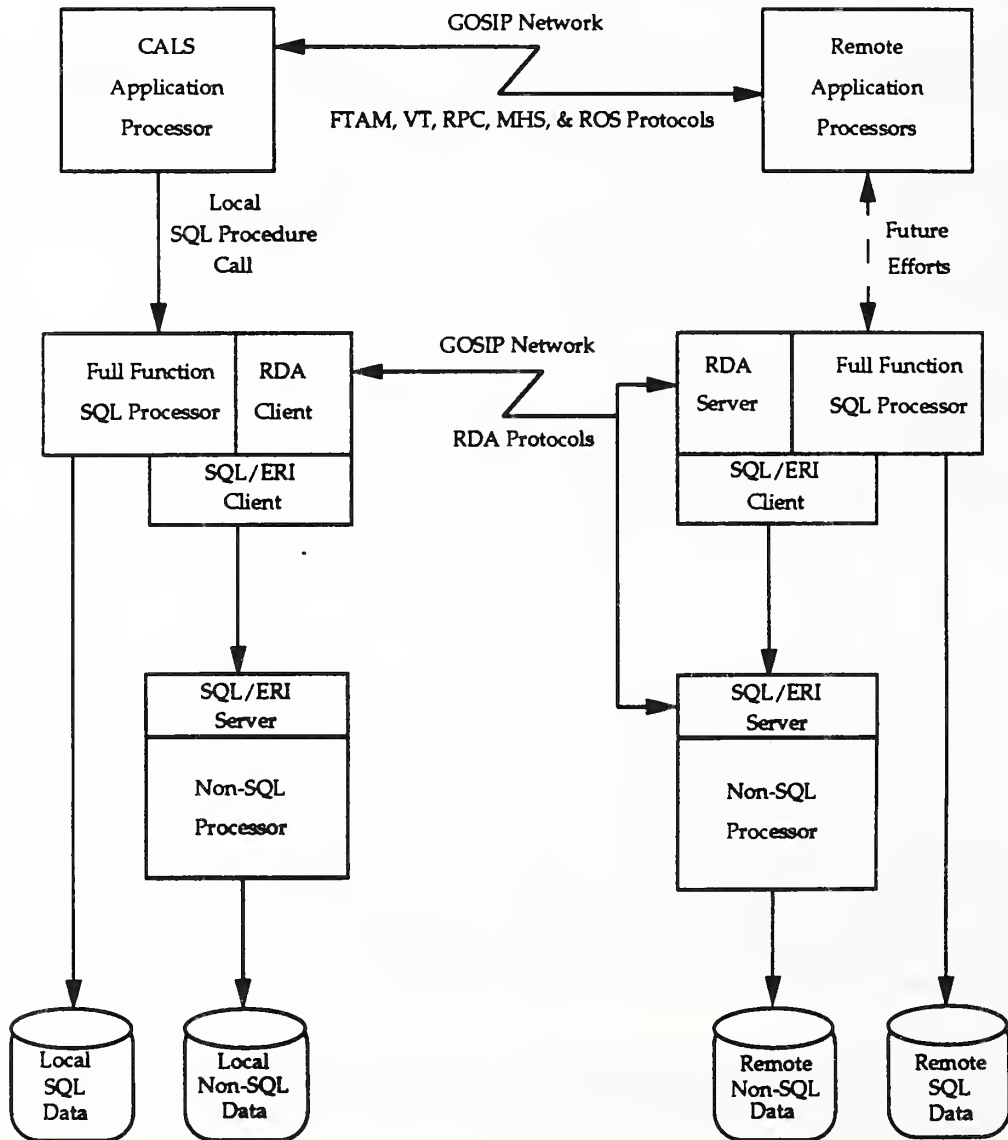 CALS
Application
Processor
GOSIP Network
FTAM, VT, RPC, MHS, & ROS Protocols
Remote
Application
Processors
Local
SQL Procedure
Call
Future
Efforts
Full Function
SQL Processor
RDA
Client
SQL/ERI
Client
GOSIP Network
RDA Protocols
RDA
Server
Full Function
SQL Processor
SQL/ERI
Client
SQL/ERI
Server
Non-SQL
Processor
SQL/ERI
Server
Non-SQL
Processor
Local
SQL
Data
Local
Non-SQL
Data
Remote
Non-SQL
Data
Remote
SQL
Data